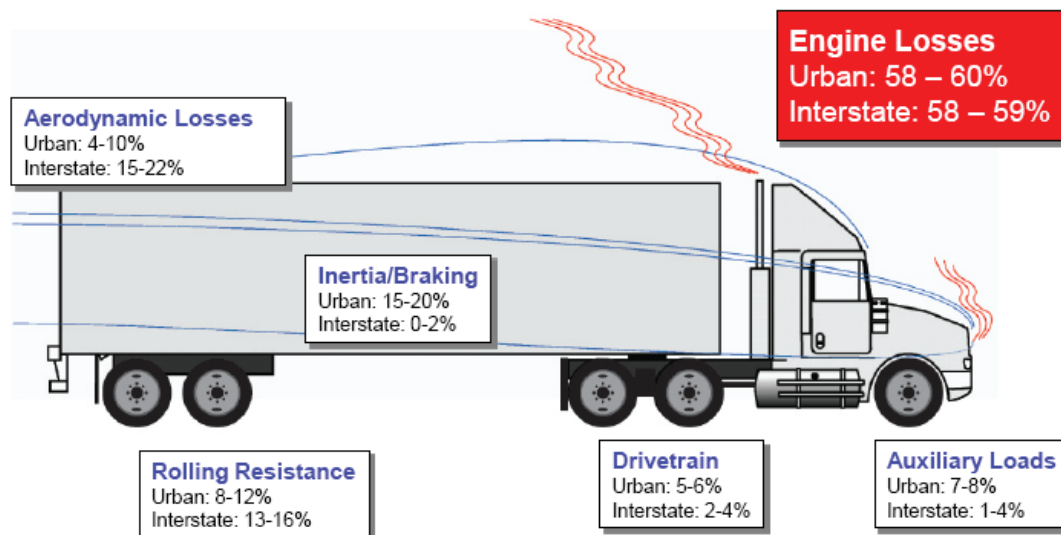 Engine Losses
Urban: 58 – 60%
Interstate: 58 – 59%
Aerodynamic Losses
Urban: 4-10%
Interstate: 15-22%
Inertia/Braking
Urban: 15-20%
Interstate: 0-2%
Rolling Resistance
Urban: 8-12%
Interstate: 13-16%
Drivetrain
Urban: 5-6%
Interstate: 2-4%
Auxiliary Loads
Urban: 7-8%
Interstate: 1-4%